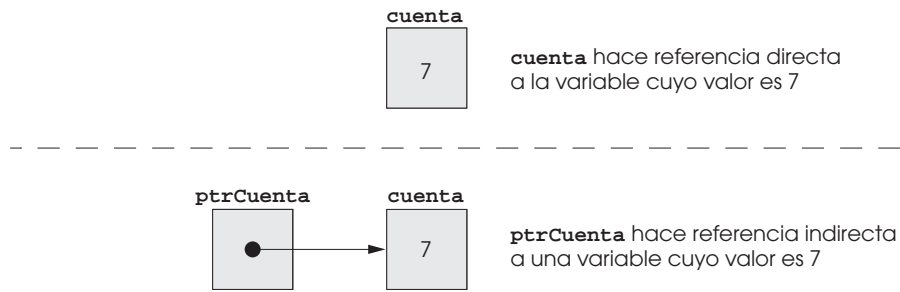 cuenta
7
cuenta hace referencia directa
a la variable cuyo valor es 7
ptrCuenta
cuenta
7
ptrCuenta hace referencia indirecta
a una variable cuyo valor es 7